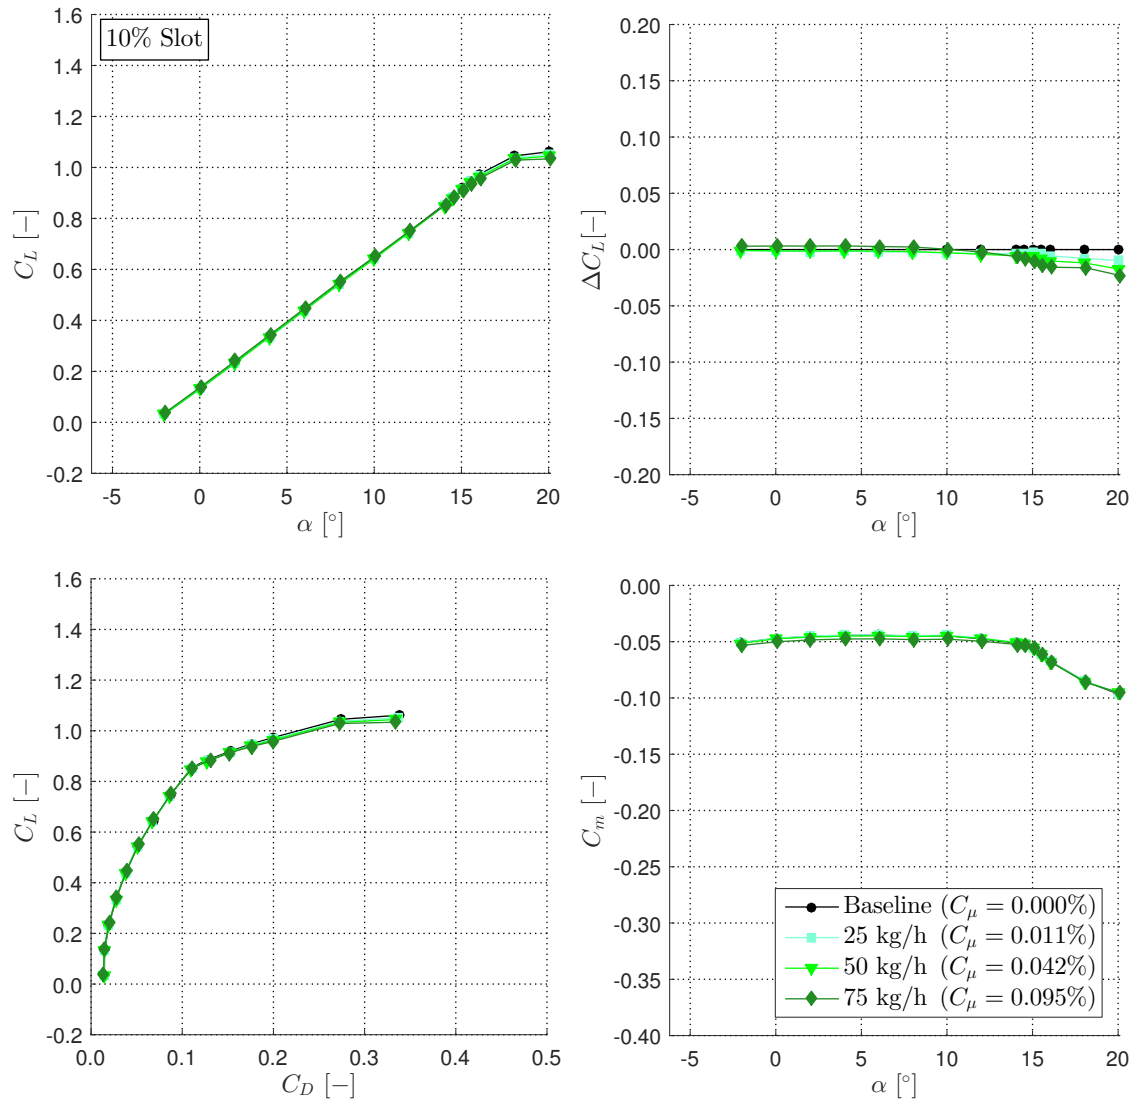 10% Slot
1.6
1.4
1.2
1.0
0.8
0.6
0.4
0.2
0.0
-0.2
C_L [−]
-5 0 5 10 15 20
α [°]
0.20
0.15
0.10
0.05
0.00
-0.05
-0.10
-0.15
-0.20
ΔC_L[−]
-5 0 5 10 15 20
α [°]
1.6
1.4
1.2
1.0
0.8
0.6
0.4
0.2
0.0
-0.2
C_L [−]
0.0 0.1 0.2 0.3 0.4 0.5
C_D [−]
0.00
-0.05
-0.10
-0.15
-0.20
-0.25
-0.30
-0.35
-0.40
C_m [−]
Baseline (C_μ = 0.000%)
25 kg/h (C_μ = 0.011%)
50 kg/h (C_μ = 0.042%)
75 kg/h (C_μ = 0.095%)
-5 0 5 10 15 20
α [°]